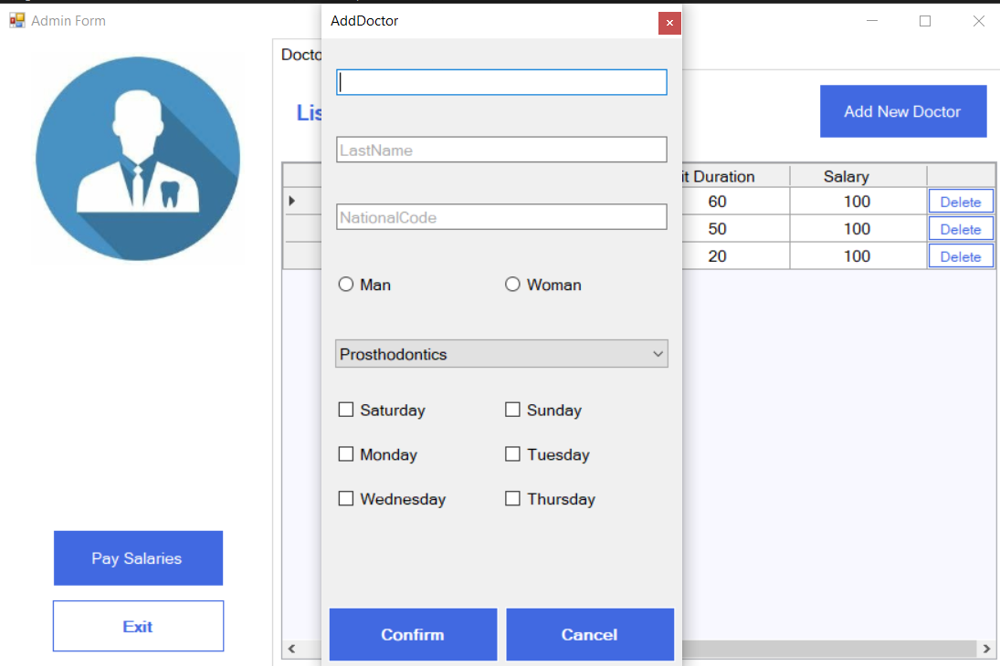 Admin Form
AddDoctor
Docto
Lis
Add New Doctor
LastName
NationalCode
it Duration Salary
60 100 Delete
50 100 Delete
20 100 Delete
Man Woman
Prosthodontics
Saturday Sunday
Monday Tuesday
Wednesday Thursday
Pay Salaries
Exit
Confirm Cancel